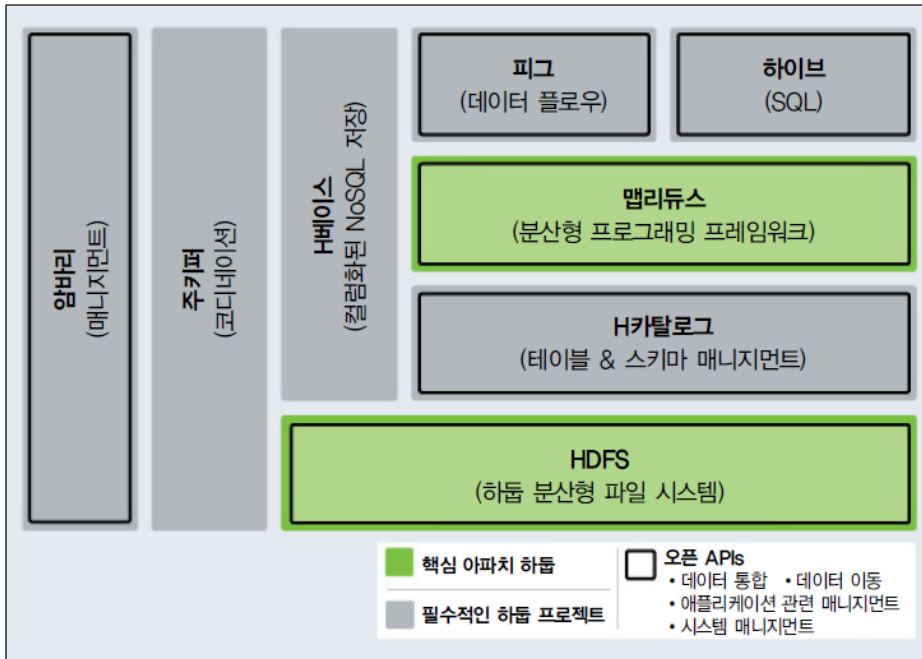 암바리
(매니지먼트)
주키퍼
(코디네이션)
H베이스
(컬럼화된 NoSQL 저장)
피그
(데이터 플로우)
하이브
(SQL)
맵리듀스
(분산형 프로그래밍 프레임워크)
H카탈로그
(테이블 & 스키마 매니지먼트)
HDFS
(하둡 분산형 파일 시스템)
핵심 아파치 하둡
필수적인 하둡 프로젝트
오픈 APIs
• 데이터 통합 • 데이터 이동
• 애플리케이션 관련 매니지먼트
• 시스템 매니지먼트